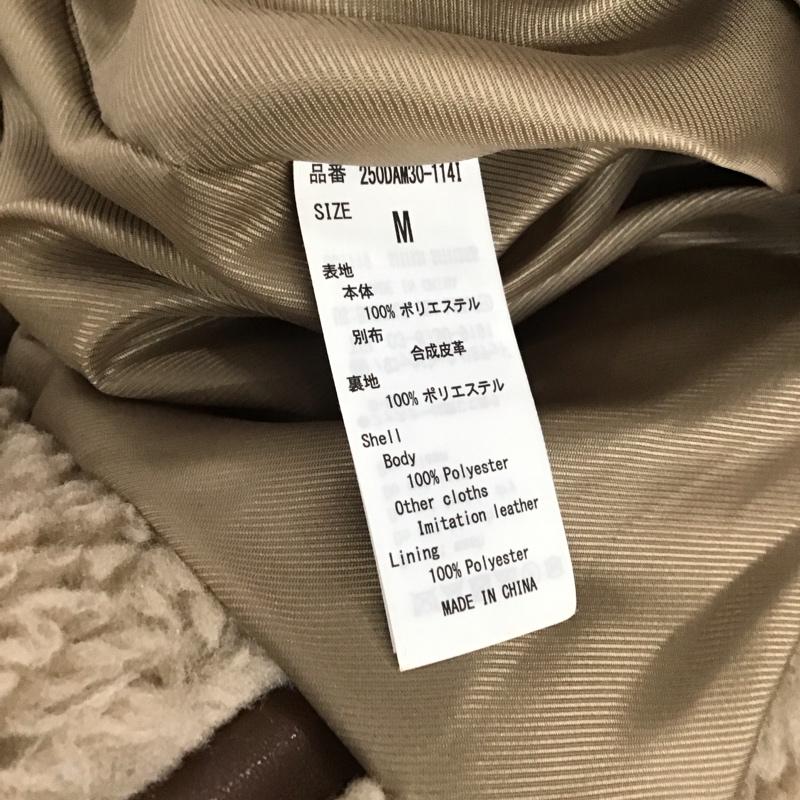 品番 250DAM30-1141
SIZE
M
表地
本体
100% ポリエステル
別布
合成皮革
裏地
100% ポリエステル
Shell
Body
100% Polyester
Other cloths
Imitation leather
Lining
100% Polyester
MADE IN CHINA